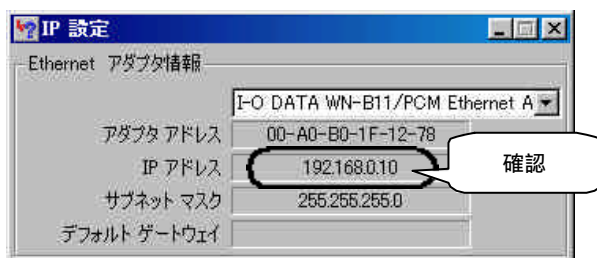 IP 設定
Ethernet アダプタ情報
I-O DATA WN-B11/PCM Ethernet A
アダプタ アドレス 00-A0-B0-1F-12-78
IP アドレス 192.168.0.10 確認
サブネット マスク 255.255.255.0
デフォルト ゲートウェイ